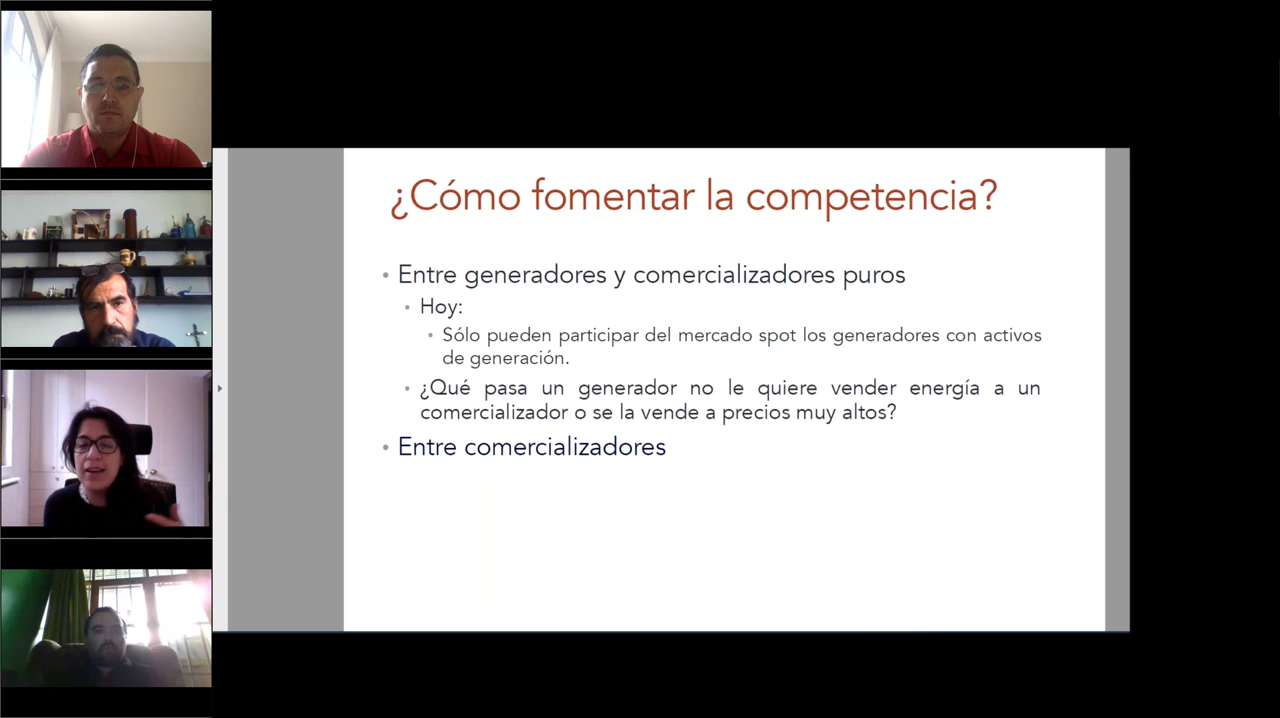 ¿Cómo fomentar la competencia?
• Entre generadores y comercializadores puros
• Hoy:
• Sólo pueden participar del mercado spot los generadores con activos
de generación.
• ¿Qué pasa un generador no le quiere vender energía a un
comercializador o se la vende a precios muy altos?
• Entre comercializadores